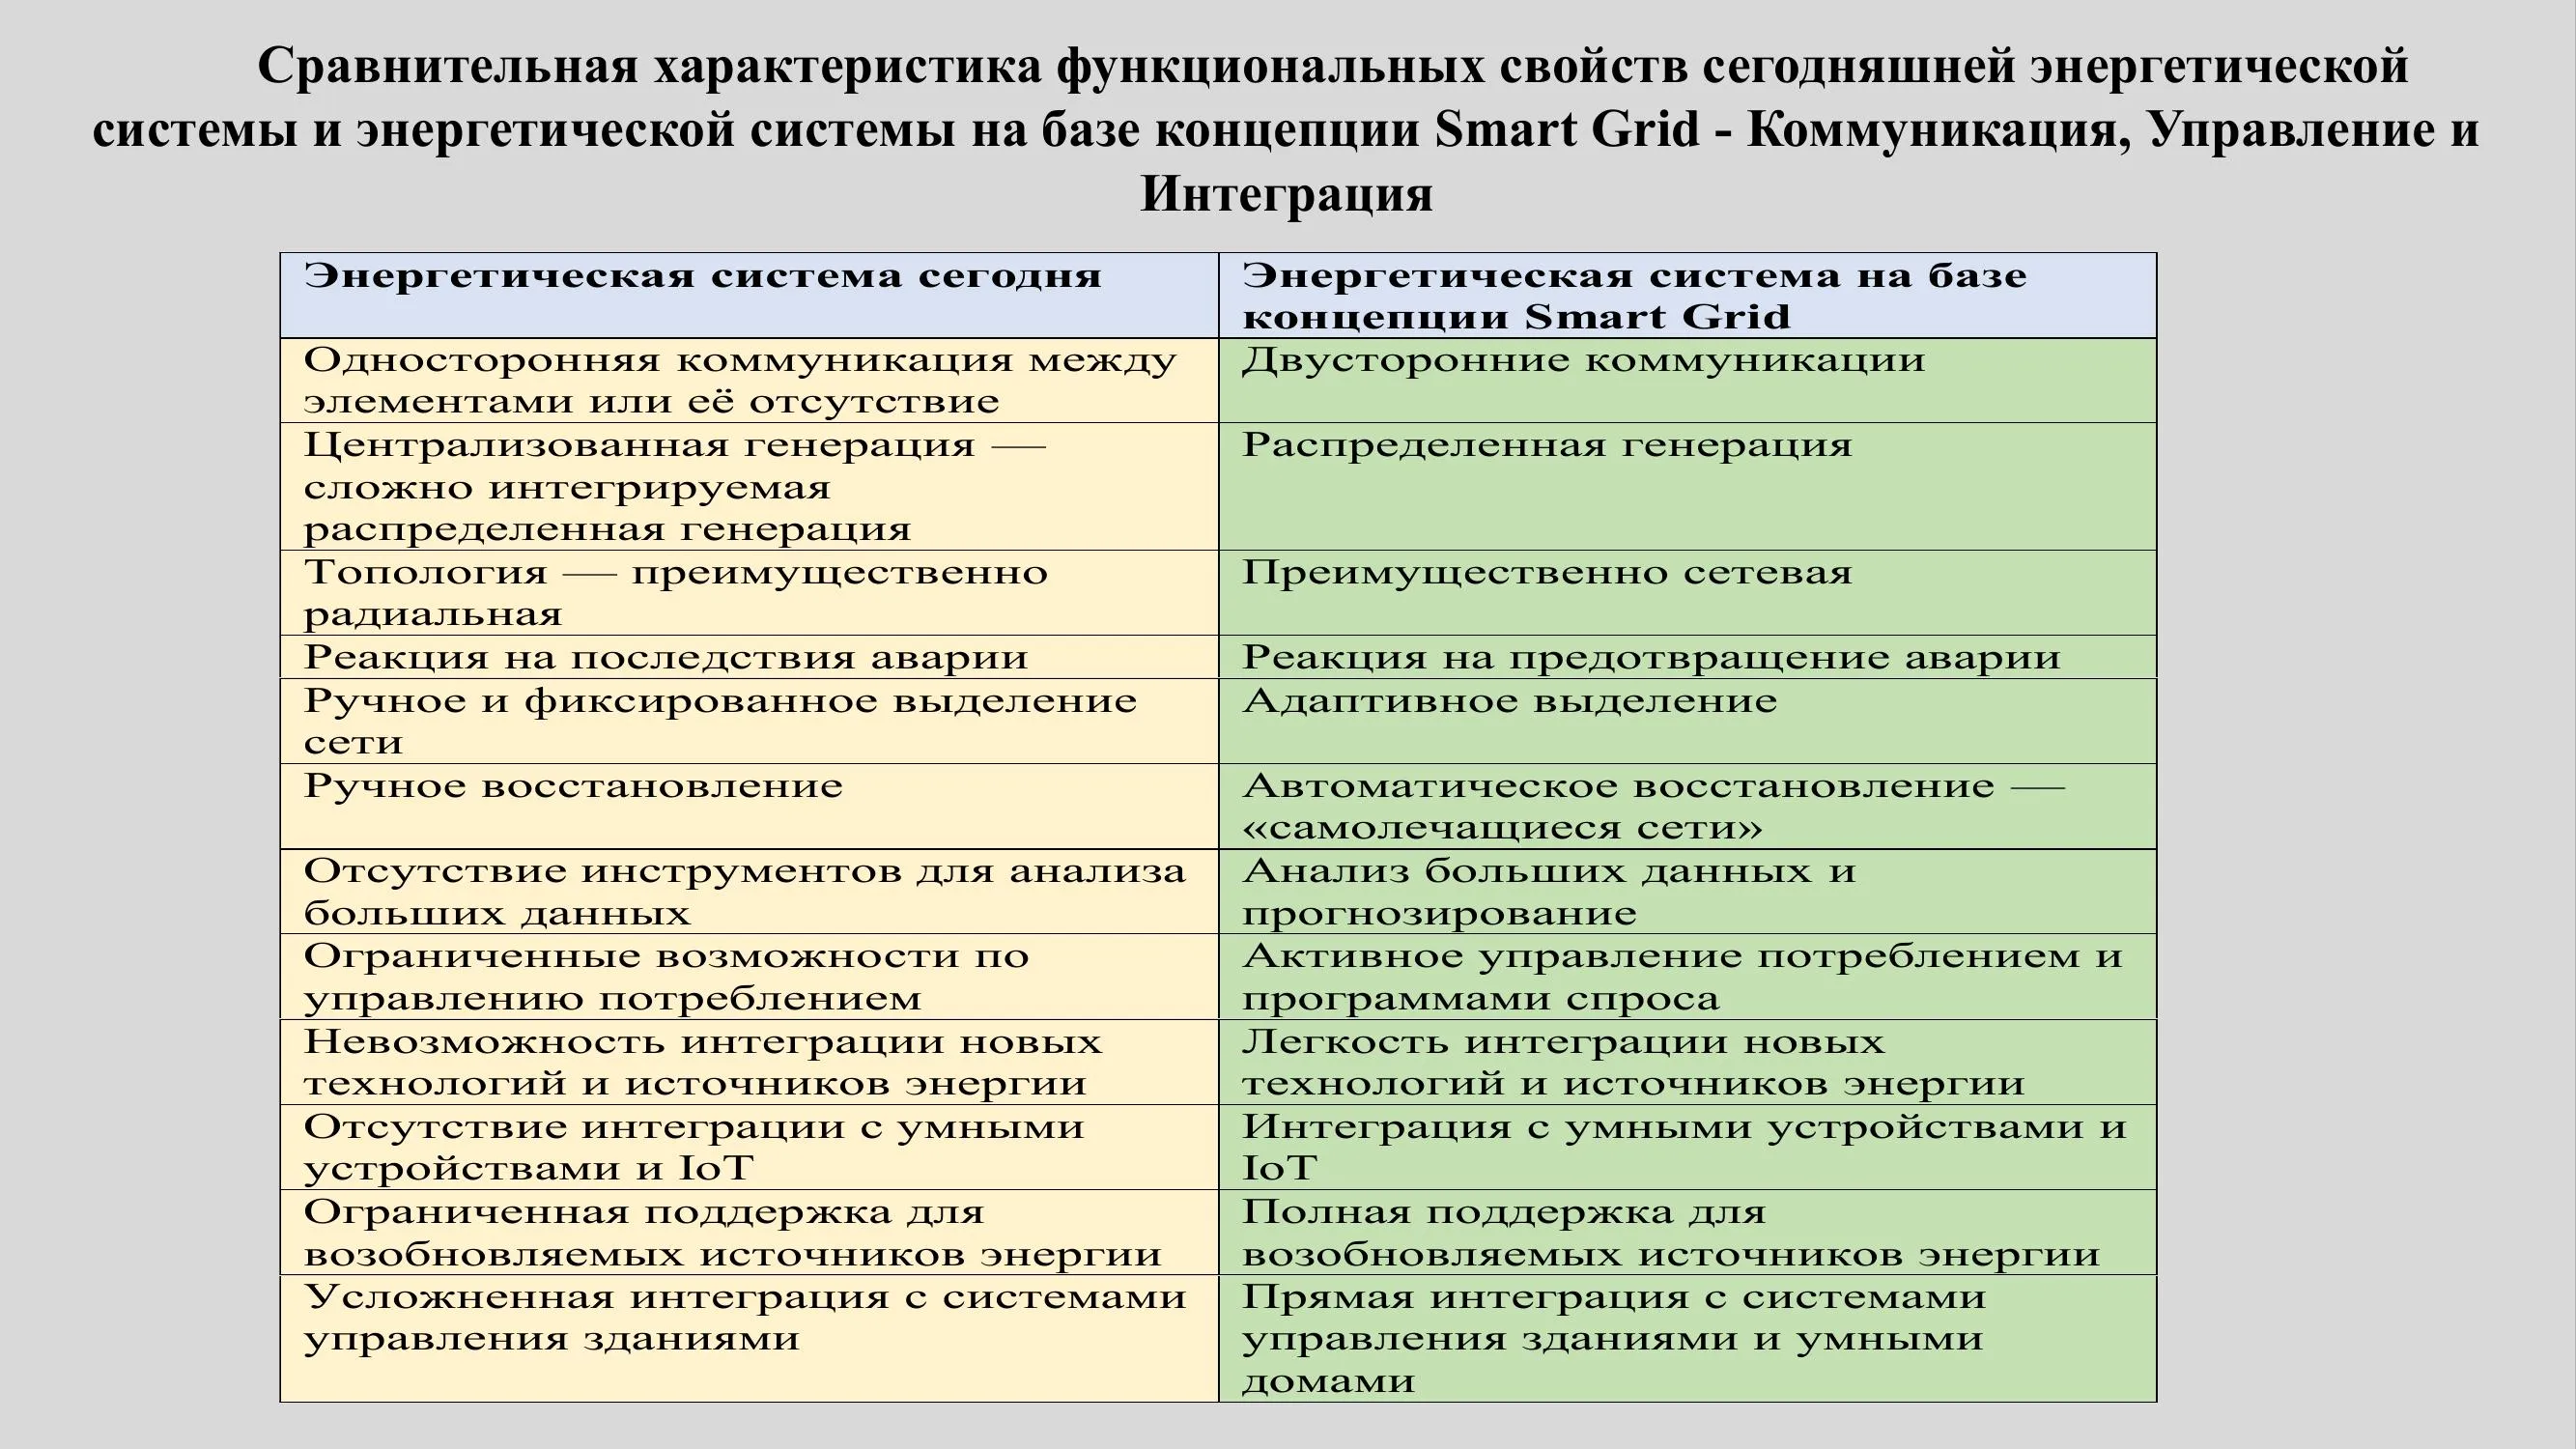 Сравнительная характеристика функциональных свойств сегодняшней энергетической
системы и энергетической системы на базе концепции Smart Grid - Коммуникация, Управление и
Интеграция
Энергетическая система сегодня
Энергетическая система на базе
концепции Smart Grid
Односторонняя коммуникация между
элементами или её отсутствие
Двусторонние коммуникации
Централизованная генерация —
сложно интегрируемая
распределенная генерация
Распределенная генерация
Топология — преимущественно
радиальная
Преимущественно сетевая
Реакция на последствия аварии
Реакция на предотвращение аварии
Ручное и фиксированное выделение
сети
Адаптивное выделение
Ручное восстановление
Автоматическое восстановление —
«самолечащиеся сети»
Отсутствие инструментов для анализа
больших данных
Анализ больших данных и
прогнозирование
Ограниченные возможности по
управлению потреблением
Активное управление потреблением и
программами спроса
Невозможность интеграции новых
технологий и источников энергии
Легкость интеграции новых
технологий и источников энергии
Отсутствие интеграции с умными
устройствами и IoT
Интеграция с умными устройствами и
IoT
Ограниченная поддержка для
возобновляемых источников энергии
Полная поддержка для
возобновляемых источников энергии
Усложненная интеграция с системами
управления зданиями
Прямая интеграция с системами
управления зданиями и умными
домами